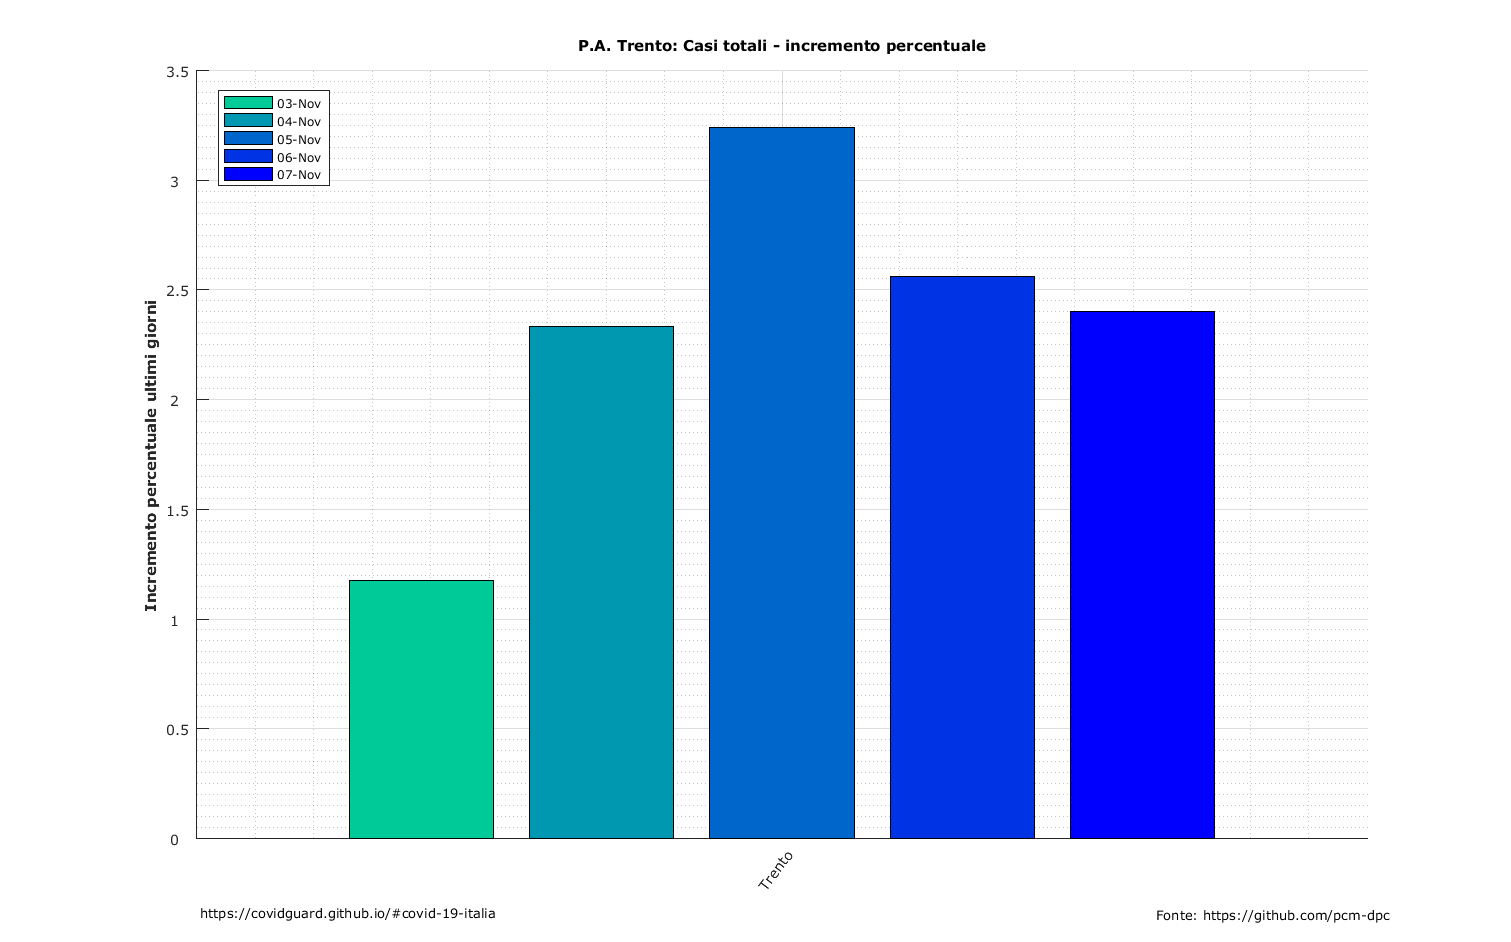 P.A. Trento: Casi totali - incremento percentuale
3.5
3
2.5
2
1.5
1
0.5
0
Incremento percentuale ultimi giorni
03-Nov
04-Nov
05-Nov
06-Nov
07-Nov
Trento
https://covidguard.github.io/#covid-19-italia
Fonte: https://github.com/pcm-dpc